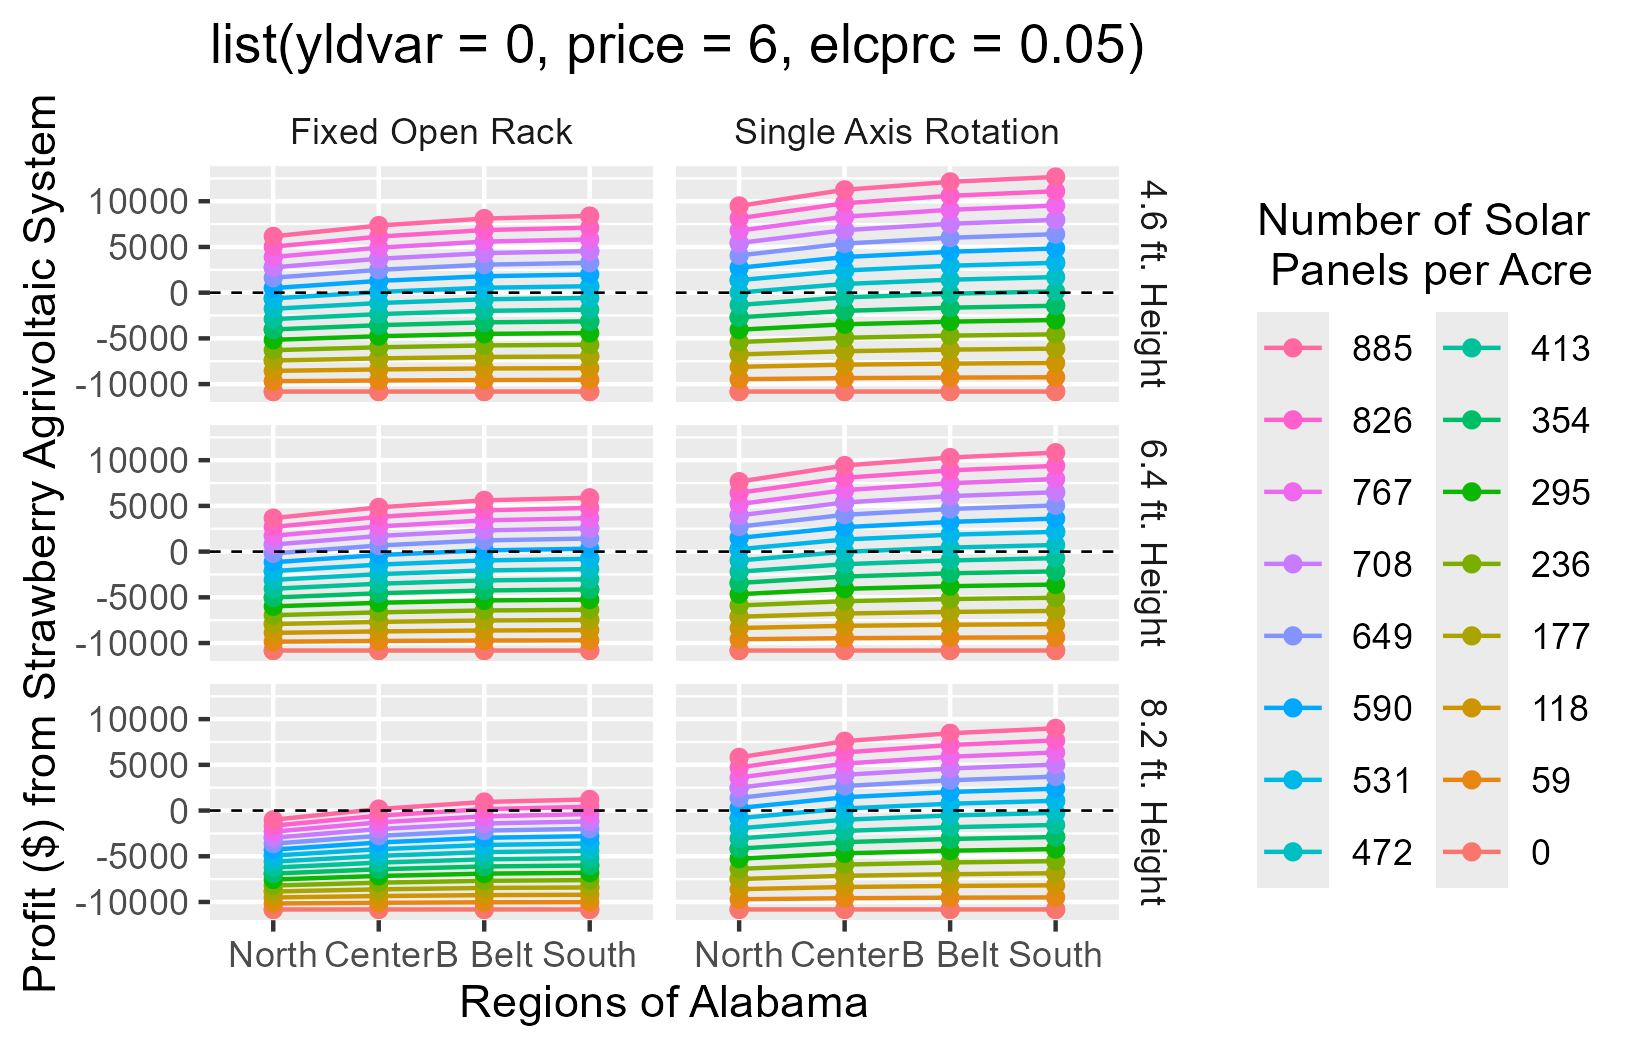 list(yldvar = 0, price = 6, elcprc = 0.05)
Profit ($) from Strawberry Agrivoltaic System
Fixed Open Rack
Single Axis Rotation
10000
5000
0
-5000
-10000
4.6 ft. Height
10000
5000
0
-5000
-10000
6.4 ft. Height
10000
5000
0
-5000
-10000
8.2 ft. Height
North Center B Belt South
North Center B Belt South
Regions of Alabama
Number of Solar
Panels per Acre
885 413
826 354
767 295
708 236
649 177
590 118
531 59
472 0